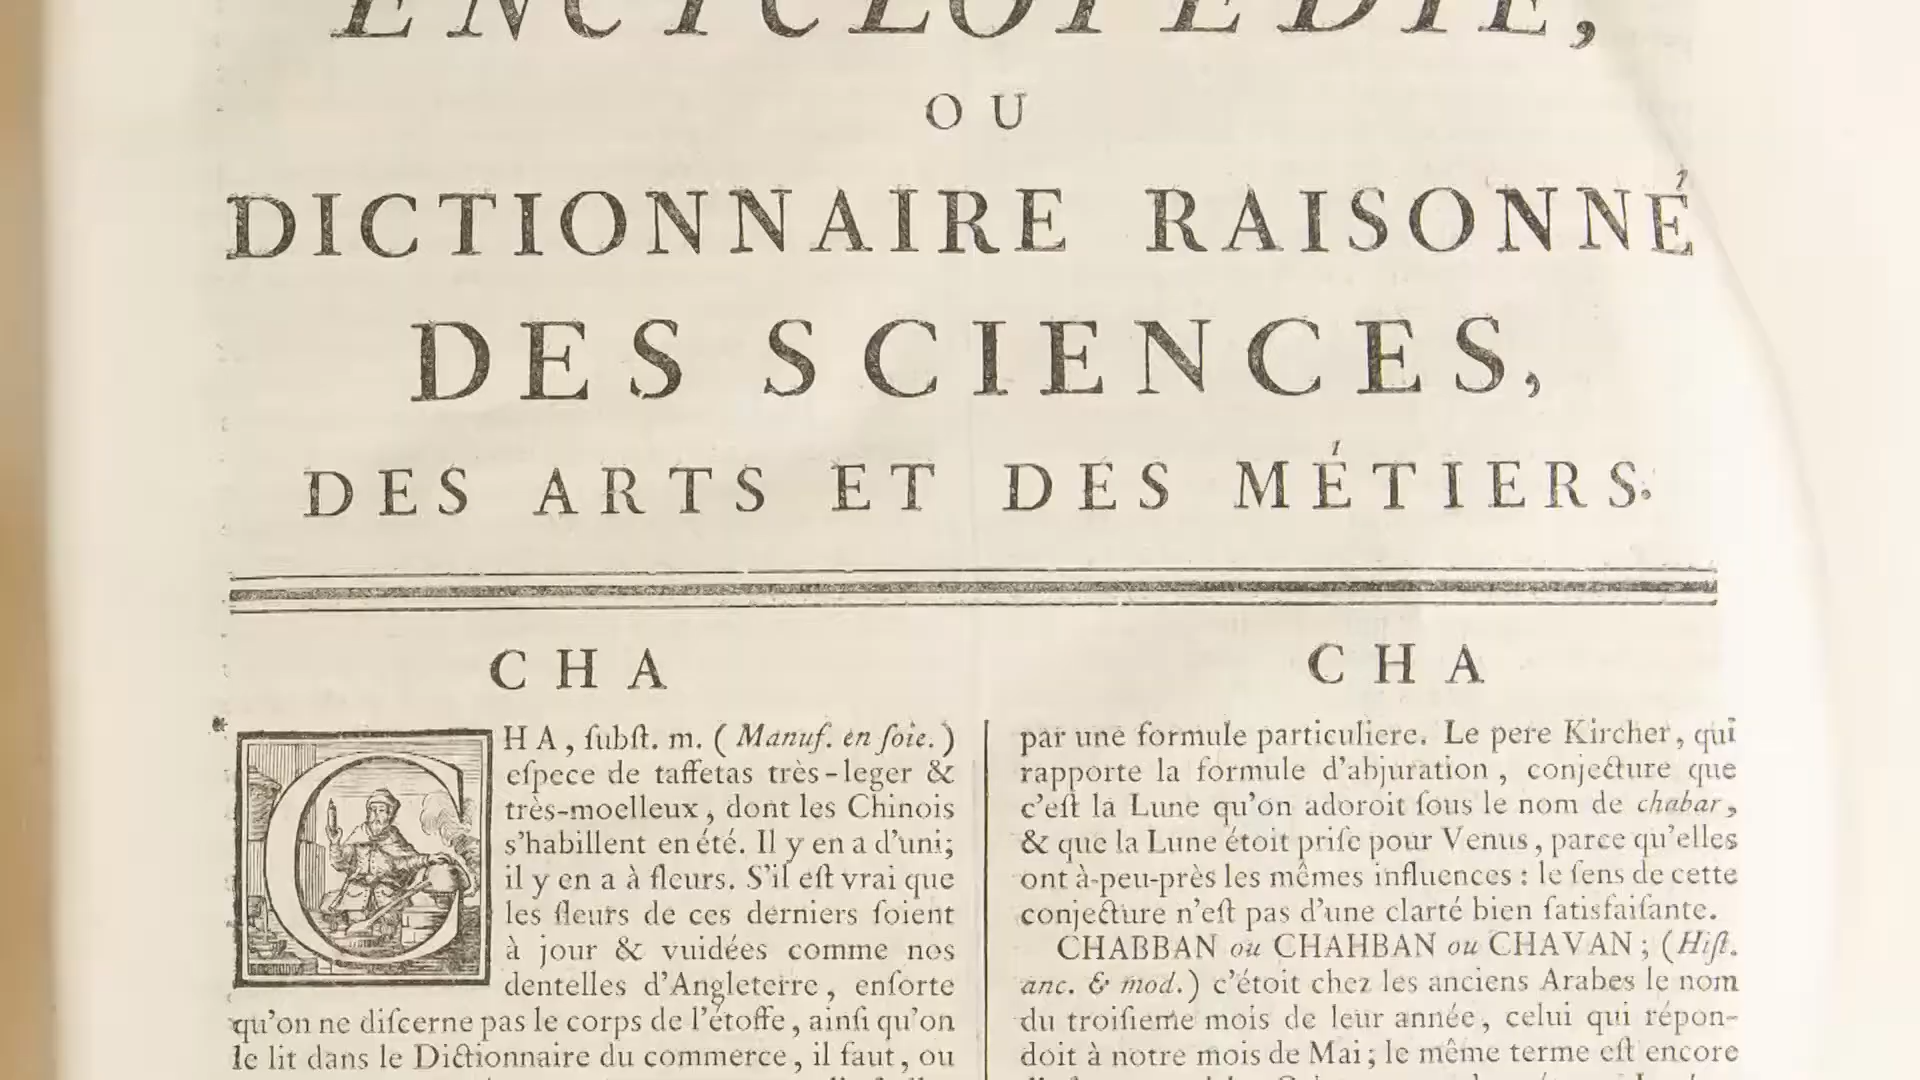 ENCYCLOPÉDIE,
OU
DICTIONNAIRE RAISONNÉ
DES SCIENCES,
DES ARTS ET DES MÉTIERS.
CHA
CHA, ſubſt. m. (Manuf. en ſoie.)
eſpece de taffetas très-leger &
très-moelleux, dont les Chinois
s'habillent en été. Il y en a d'uni;
il y en a à fleurs. S'il eſt vrai que
les fleurs de ces derniers ſoient
à jour & vuidées comme nos
dentelles d'Angleterre, enſorte
qu'on ne diſcerne pas le corps de l'étoffe, ainſi qu'on
le lit dans le Dictionnaire du commerce, il faut, ou
CHA
par une formule particuliere. Le pere Kircher, qui
rapporte la formule d'abjuration, conjecture que
c'eſt la Lune qu'on adoroit ſous le nom de chabar,
& que la Lune étoit priſe pour Venus, parce qu'elles
ont à-peu-près les mêmes influences : le ſens de cette
conjecture n'eſt pas d'une clarté bien ſatisfaiſante.
CHABBAN ou CHAHBAN ou CHAVAN ; (Hiſt.
anc. & mod.) c'étoit chez les anciens Arabes le nom
du troiſieme mois de leur année, celui qui répon-
doit à notre mois de Mai ; le même terme eſt encore